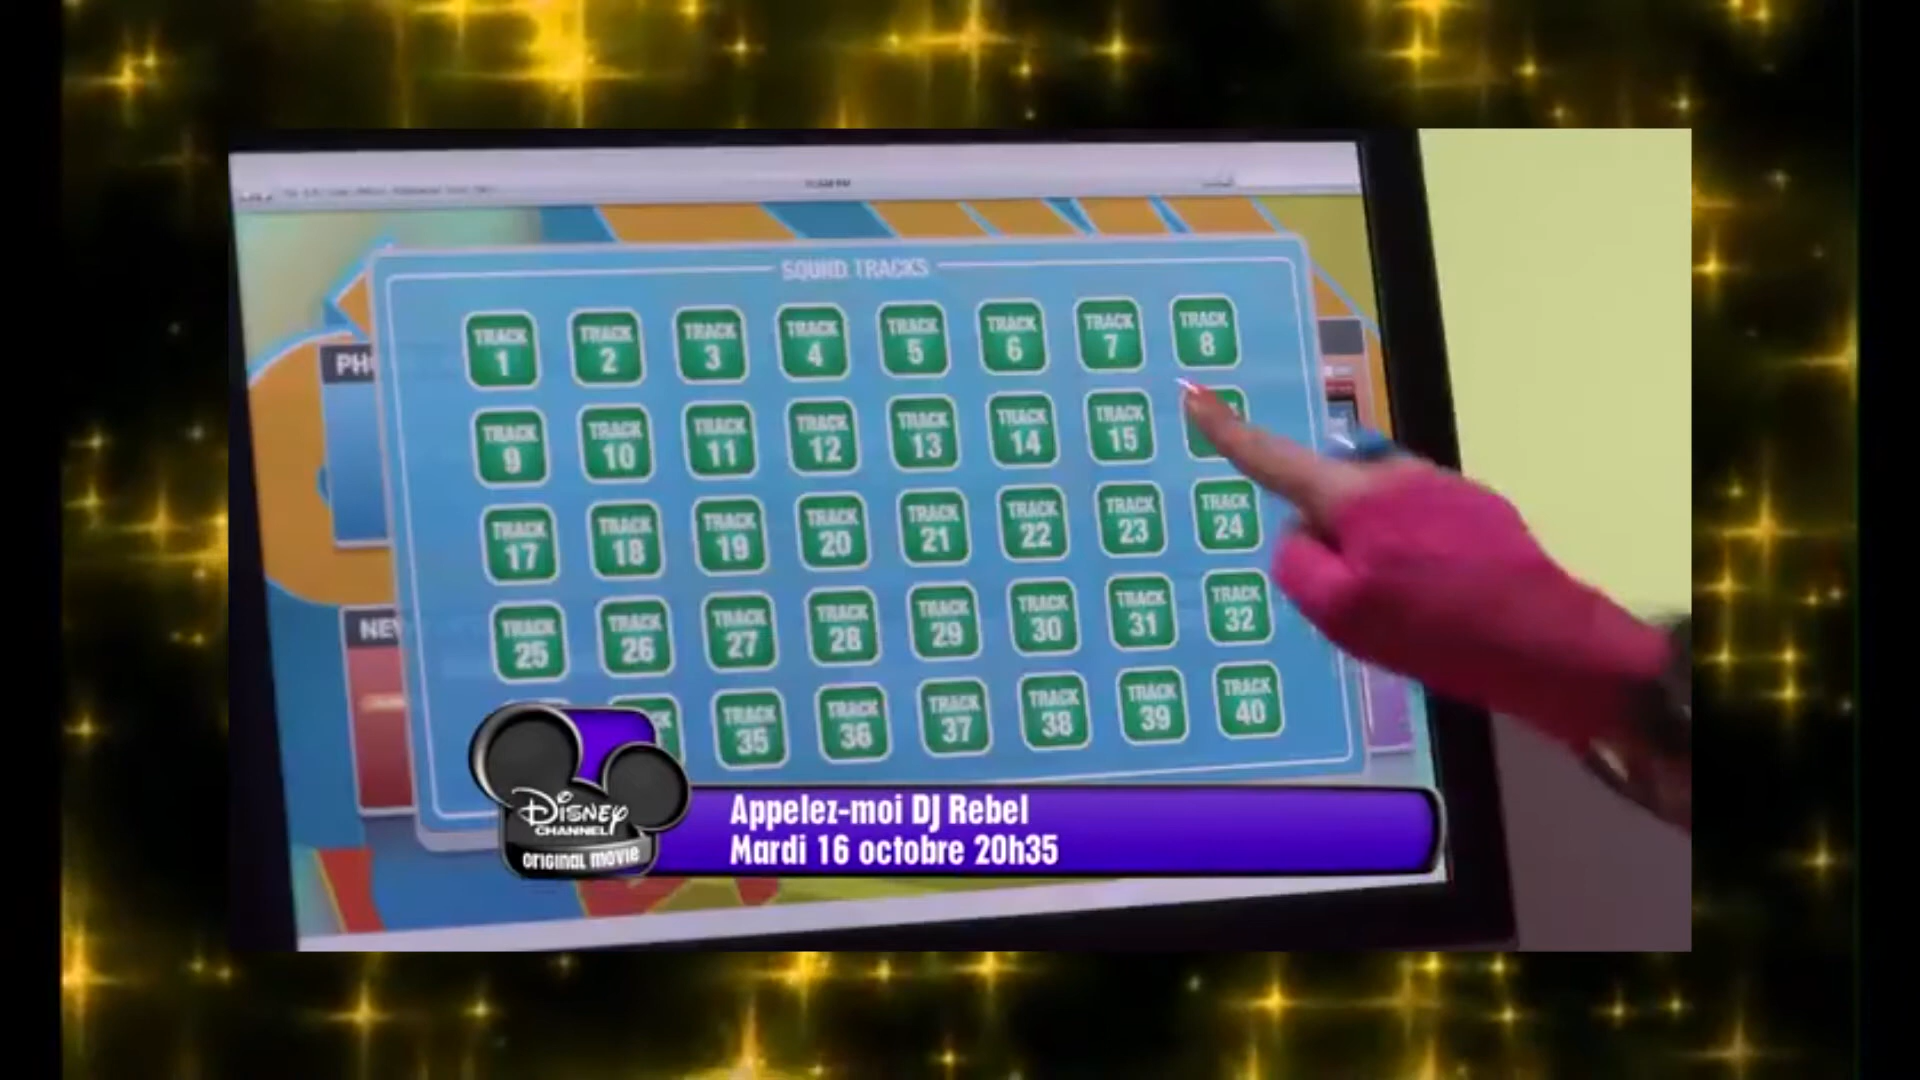 SOUND TRACKS
TRACK 1 TRACK 2 TRACK 3 TRACK 4 TRACK 5 TRACK 6 TRACK 7 TRACK 8
TRACK 9 TRACK 10 TRACK 11 TRACK 12 TRACK 13 TRACK 14 TRACK 15
TRACK 17 TRACK 18 TRACK 19 TRACK 20 TRACK 21 TRACK 22 TRACK 23 TRACK 24
TRACK 25 TRACK 26 TRACK 27 TRACK 28 TRACK 29 TRACK 30 TRACK 31 TRACK 32
TRACK 35 TRACK 36 TRACK 37 TRACK 38 TRACK 39 TRACK 40
Disney
CHANNEL
original movie
Appelez-moi DJ Rebel
Mardi 16 octobre 20h35